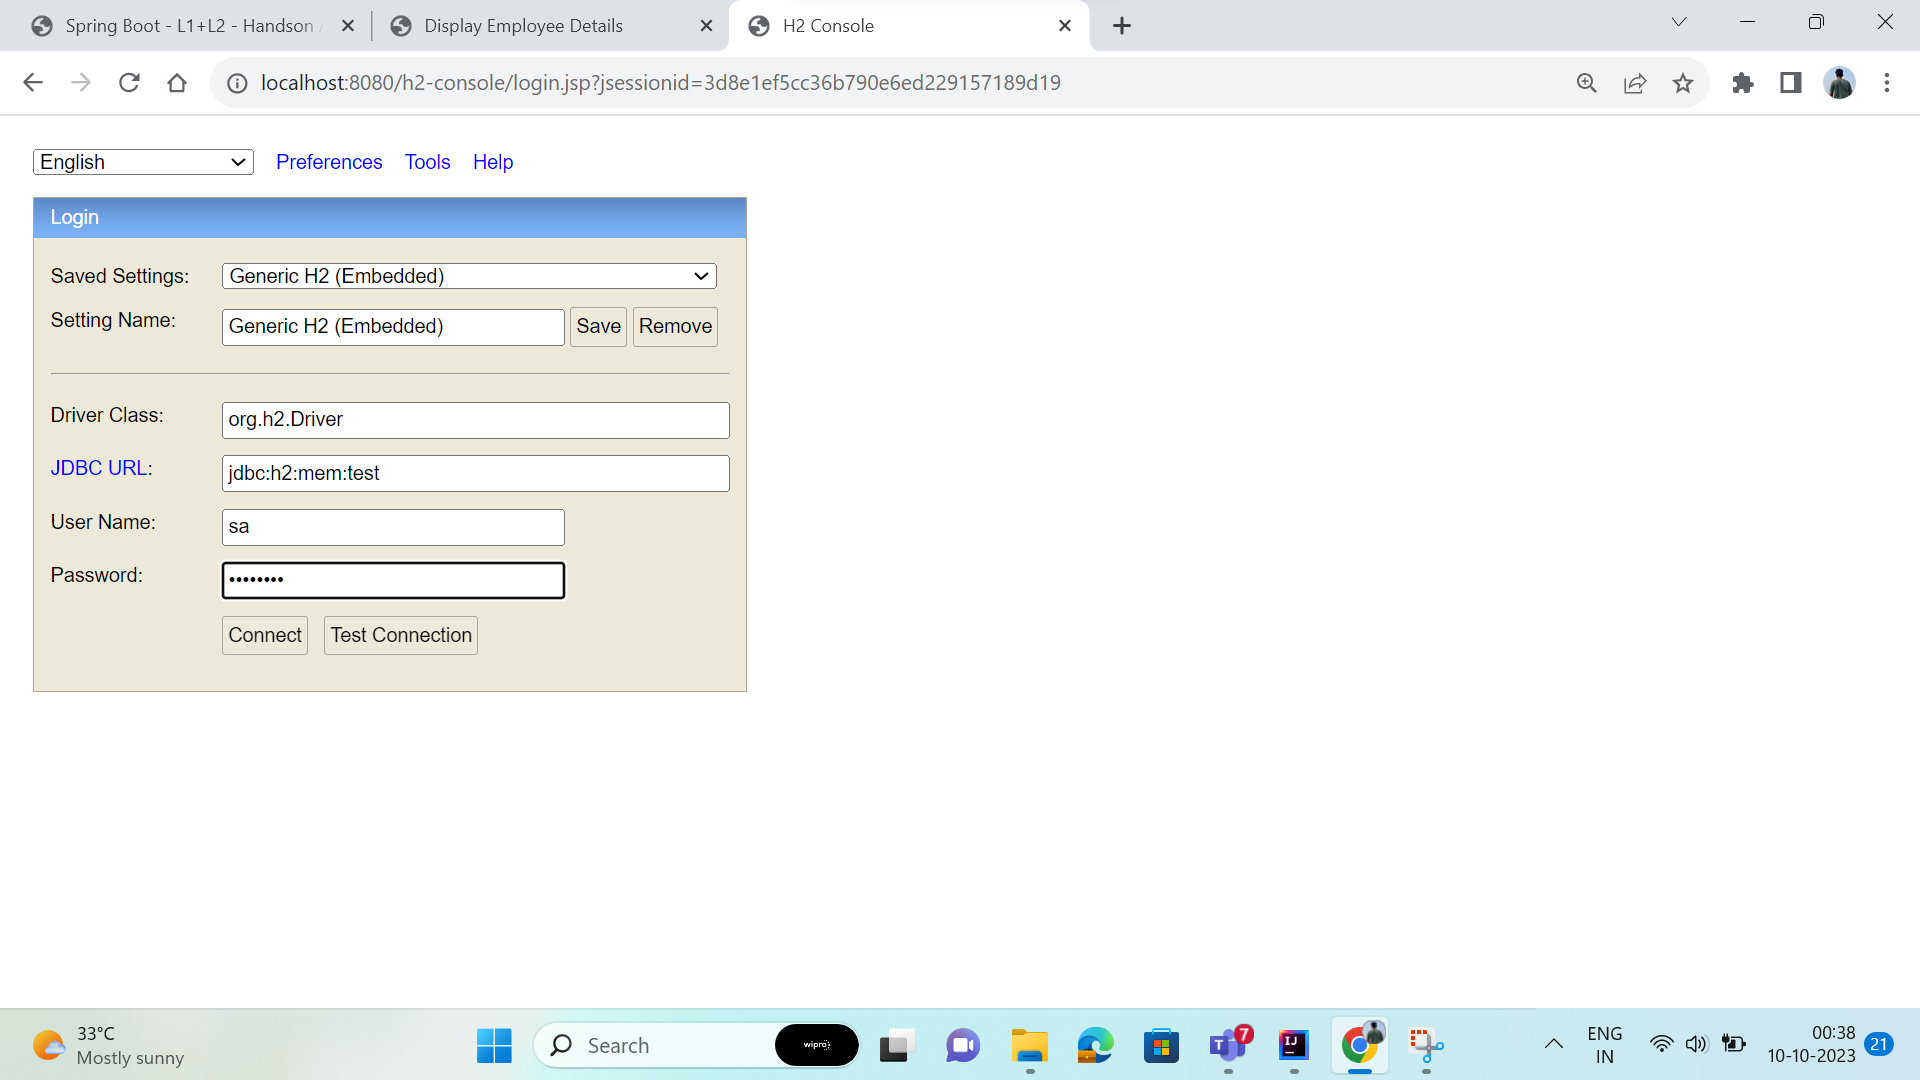 Spring Boot - L1+L2 - Handson
Display Employee Details
H2 Console
localhost:8080/h2-console/login.jsp?jsessionid=3d8e1ef5cc36b790e6ed229157189d19
English
Preferences
Tools
Help
Login
Saved Settings:
Generic H2 (Embedded)
Setting Name:
Generic H2 (Embedded)
Save
Remove
Driver Class:
org.h2.Driver
JDBC URL:
jdbc:h2:mem:test
User Name:
sa
Password:
••••••••
Connect
Test Connection
33°C
Mostly sunny
Search
wipro
T
7
IJ
ENG
IN
00:38
10-10-2023
21